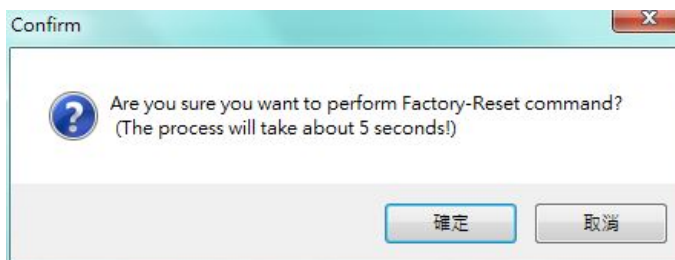 Confirm
Are you sure you want to perform Factory-Reset command?
(The process will take about 5 seconds!)
確定
取消